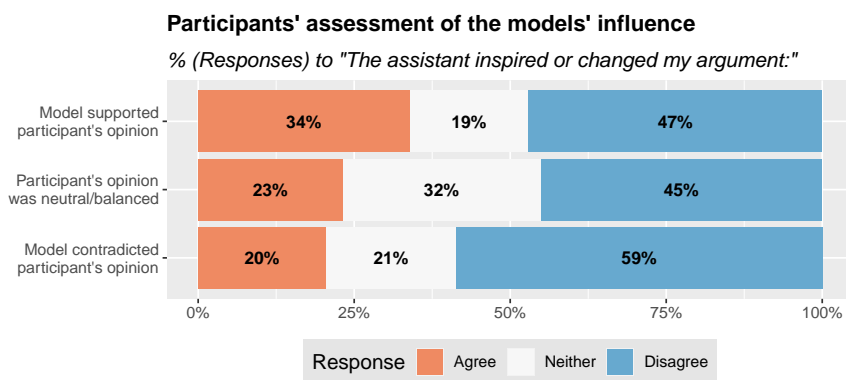 Participants' assessment of the models' influence
% (Responses) to "The assistant inspired or changed my argument:"
Model supported
participant's opinion
34% 19% 47%
Participant's opinion
was neutral/balanced
23% 32% 45%
Model contradicted
participant's opinion
20% 21% 59%
0% 25% 50% 75% 100%
Response Agree Neither Disagree